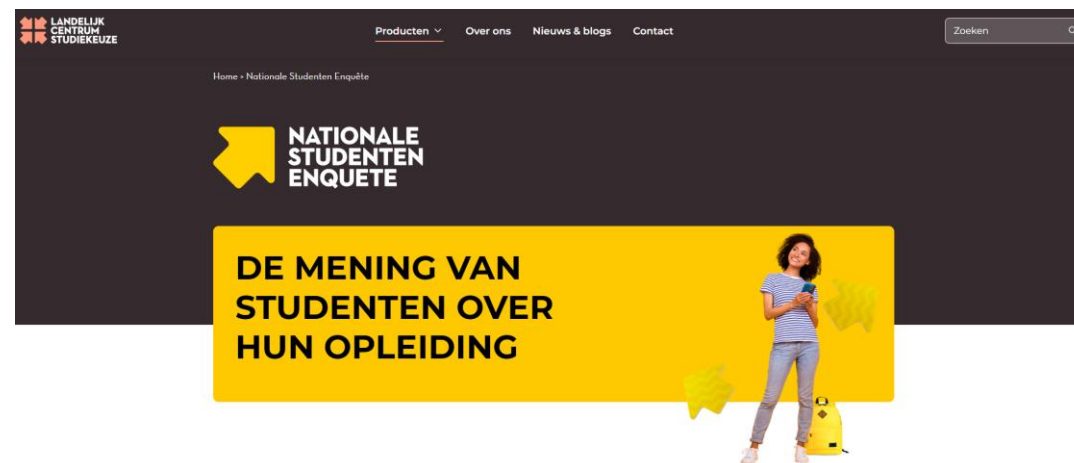 LANDELIJK
CENTRUM
STUDIEKEUZE
Producten Over ons Nieuws & blogs Contact
Zoeken
Home > Nationale Studenten Enquête
NATIONALE
STUDENTEN
ENQUETE
DE MENING VAN
STUDENTEN OVER
HUN OPLEIDING